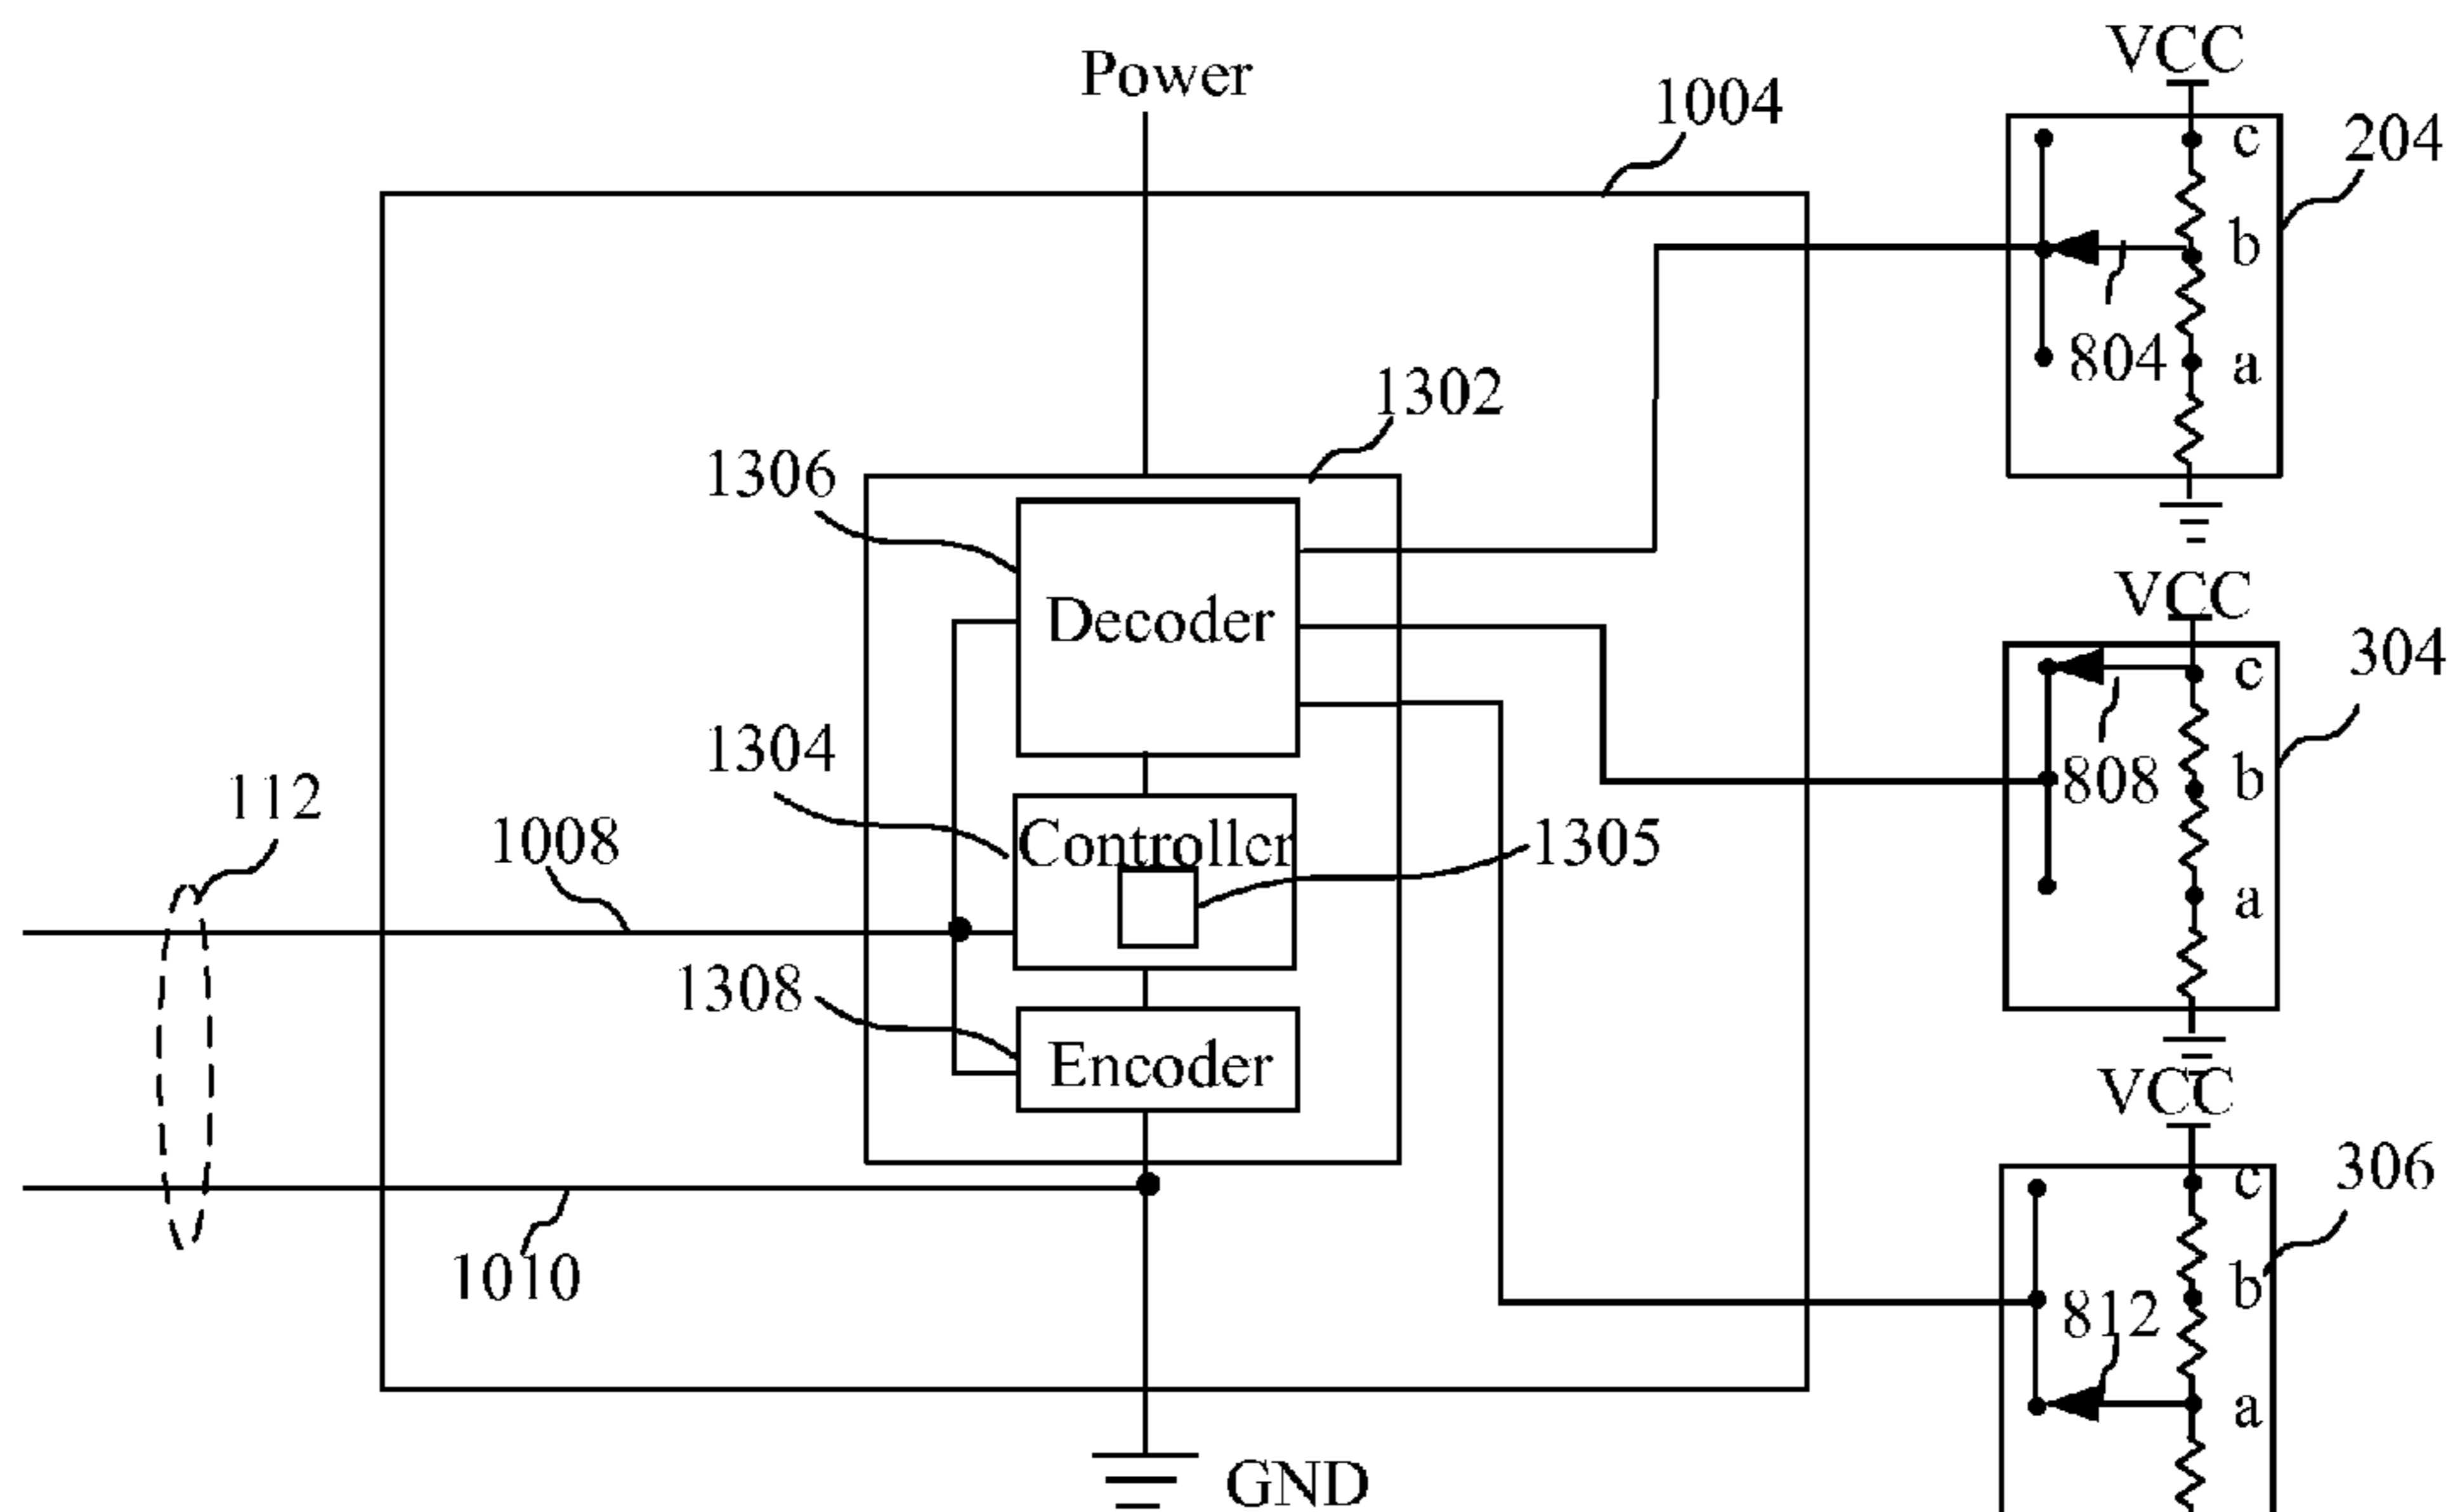 VCC
Power
1004
c
204
b
804
a
1302
1306
VCC
Decoder
304
c
1304
808
b
112
1008
Controller
1305
a
1308
Encoder
VCC
306
c
1010
b
812
a
GND